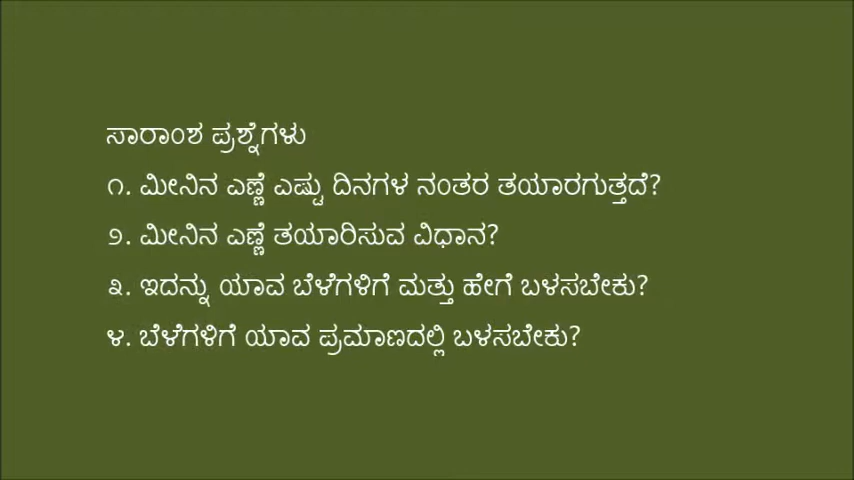 ಸಾರಾಂಶ ಪ್ರಶ್ನೆಗಳು
೧. ಮೀನಿನ ಎಣ್ಣೆ ಎಷ್ಟು ದಿನಗಳ ನಂತರ ತಯಾರಗುತ್ತದೆ?
೨. ಮೀನಿನ ಎಣ್ಣೆ ತಯಾರಿಸುವ ವಿಧಾನ?
೩. ಇದನ್ನು ಯಾವ ಬೆಳೆಗಳಿಗೆ ಮತ್ತು ಹೇಗೆ ಬಳಸಬೇಕು?
೪. ಬೆಳೆಗಳಿಗೆ ಯಾವ ಪ್ರಮಾಣದಲ್ಲಿ ಬಳಸಬೇಕು?